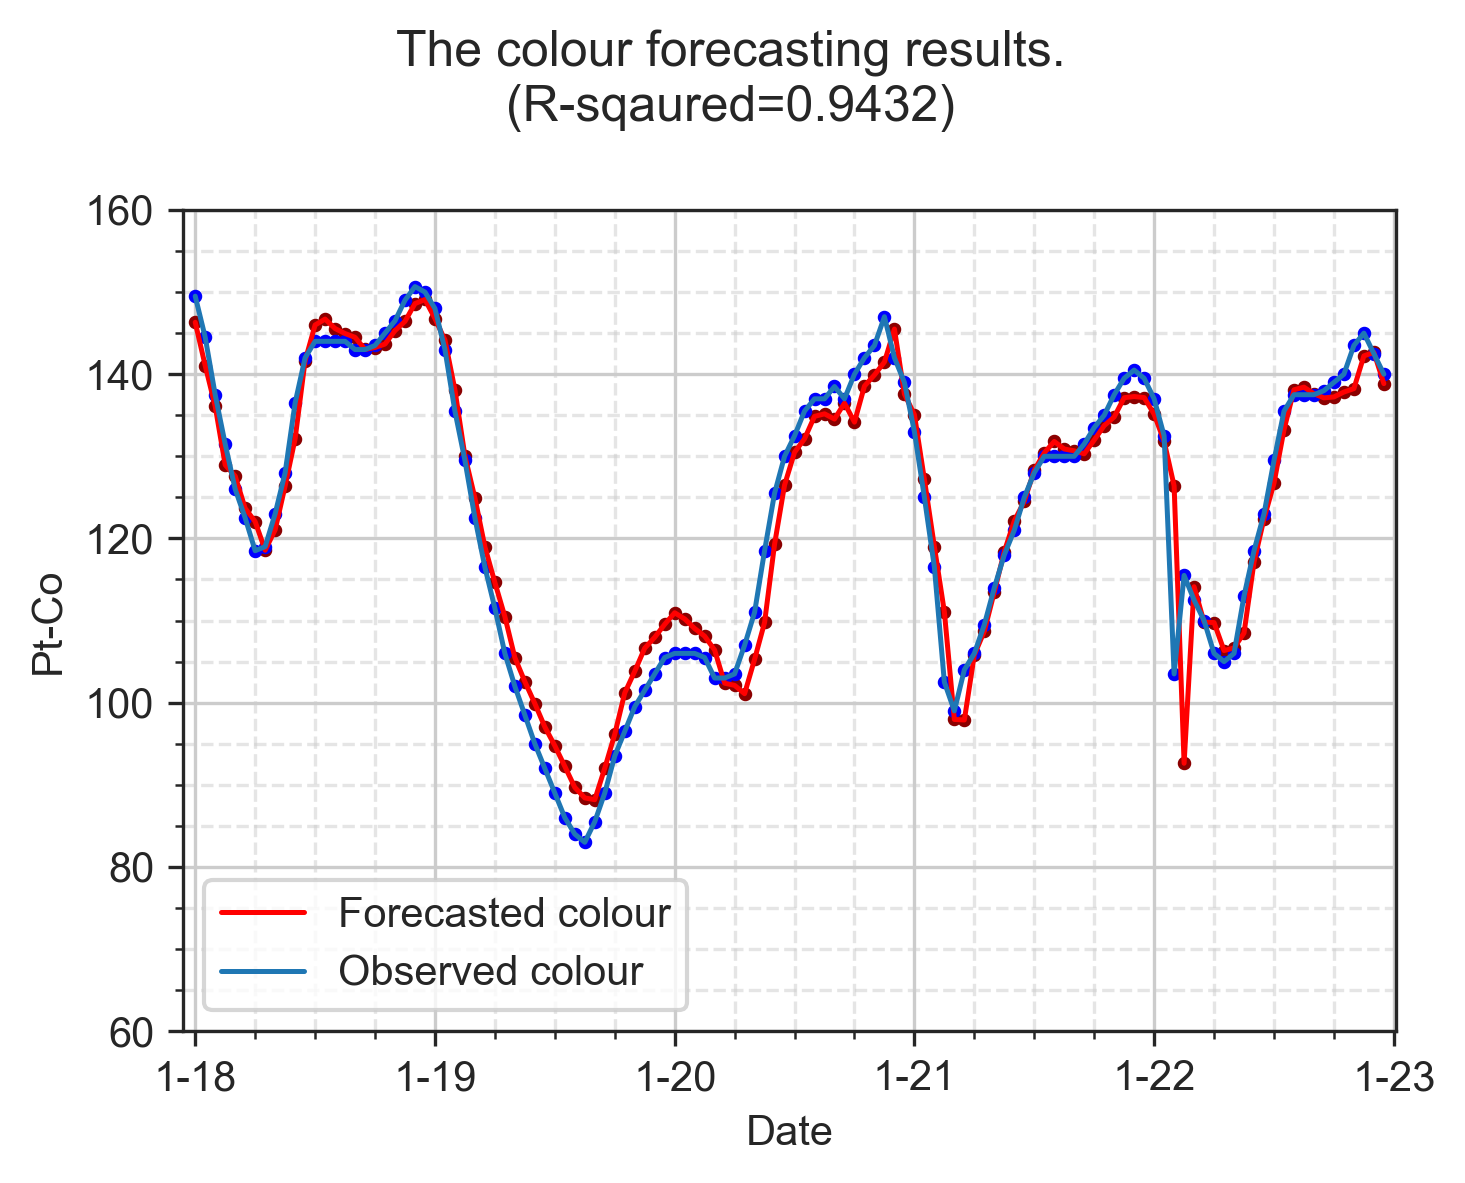 The colour forecasting results.
(R-sqaured=0.9432)
160
140
120
100
80
60
Pt-Co
Forecasted colour
Observed colour
1-18 1-19 1-20 1-21 1-22 1-23
Date